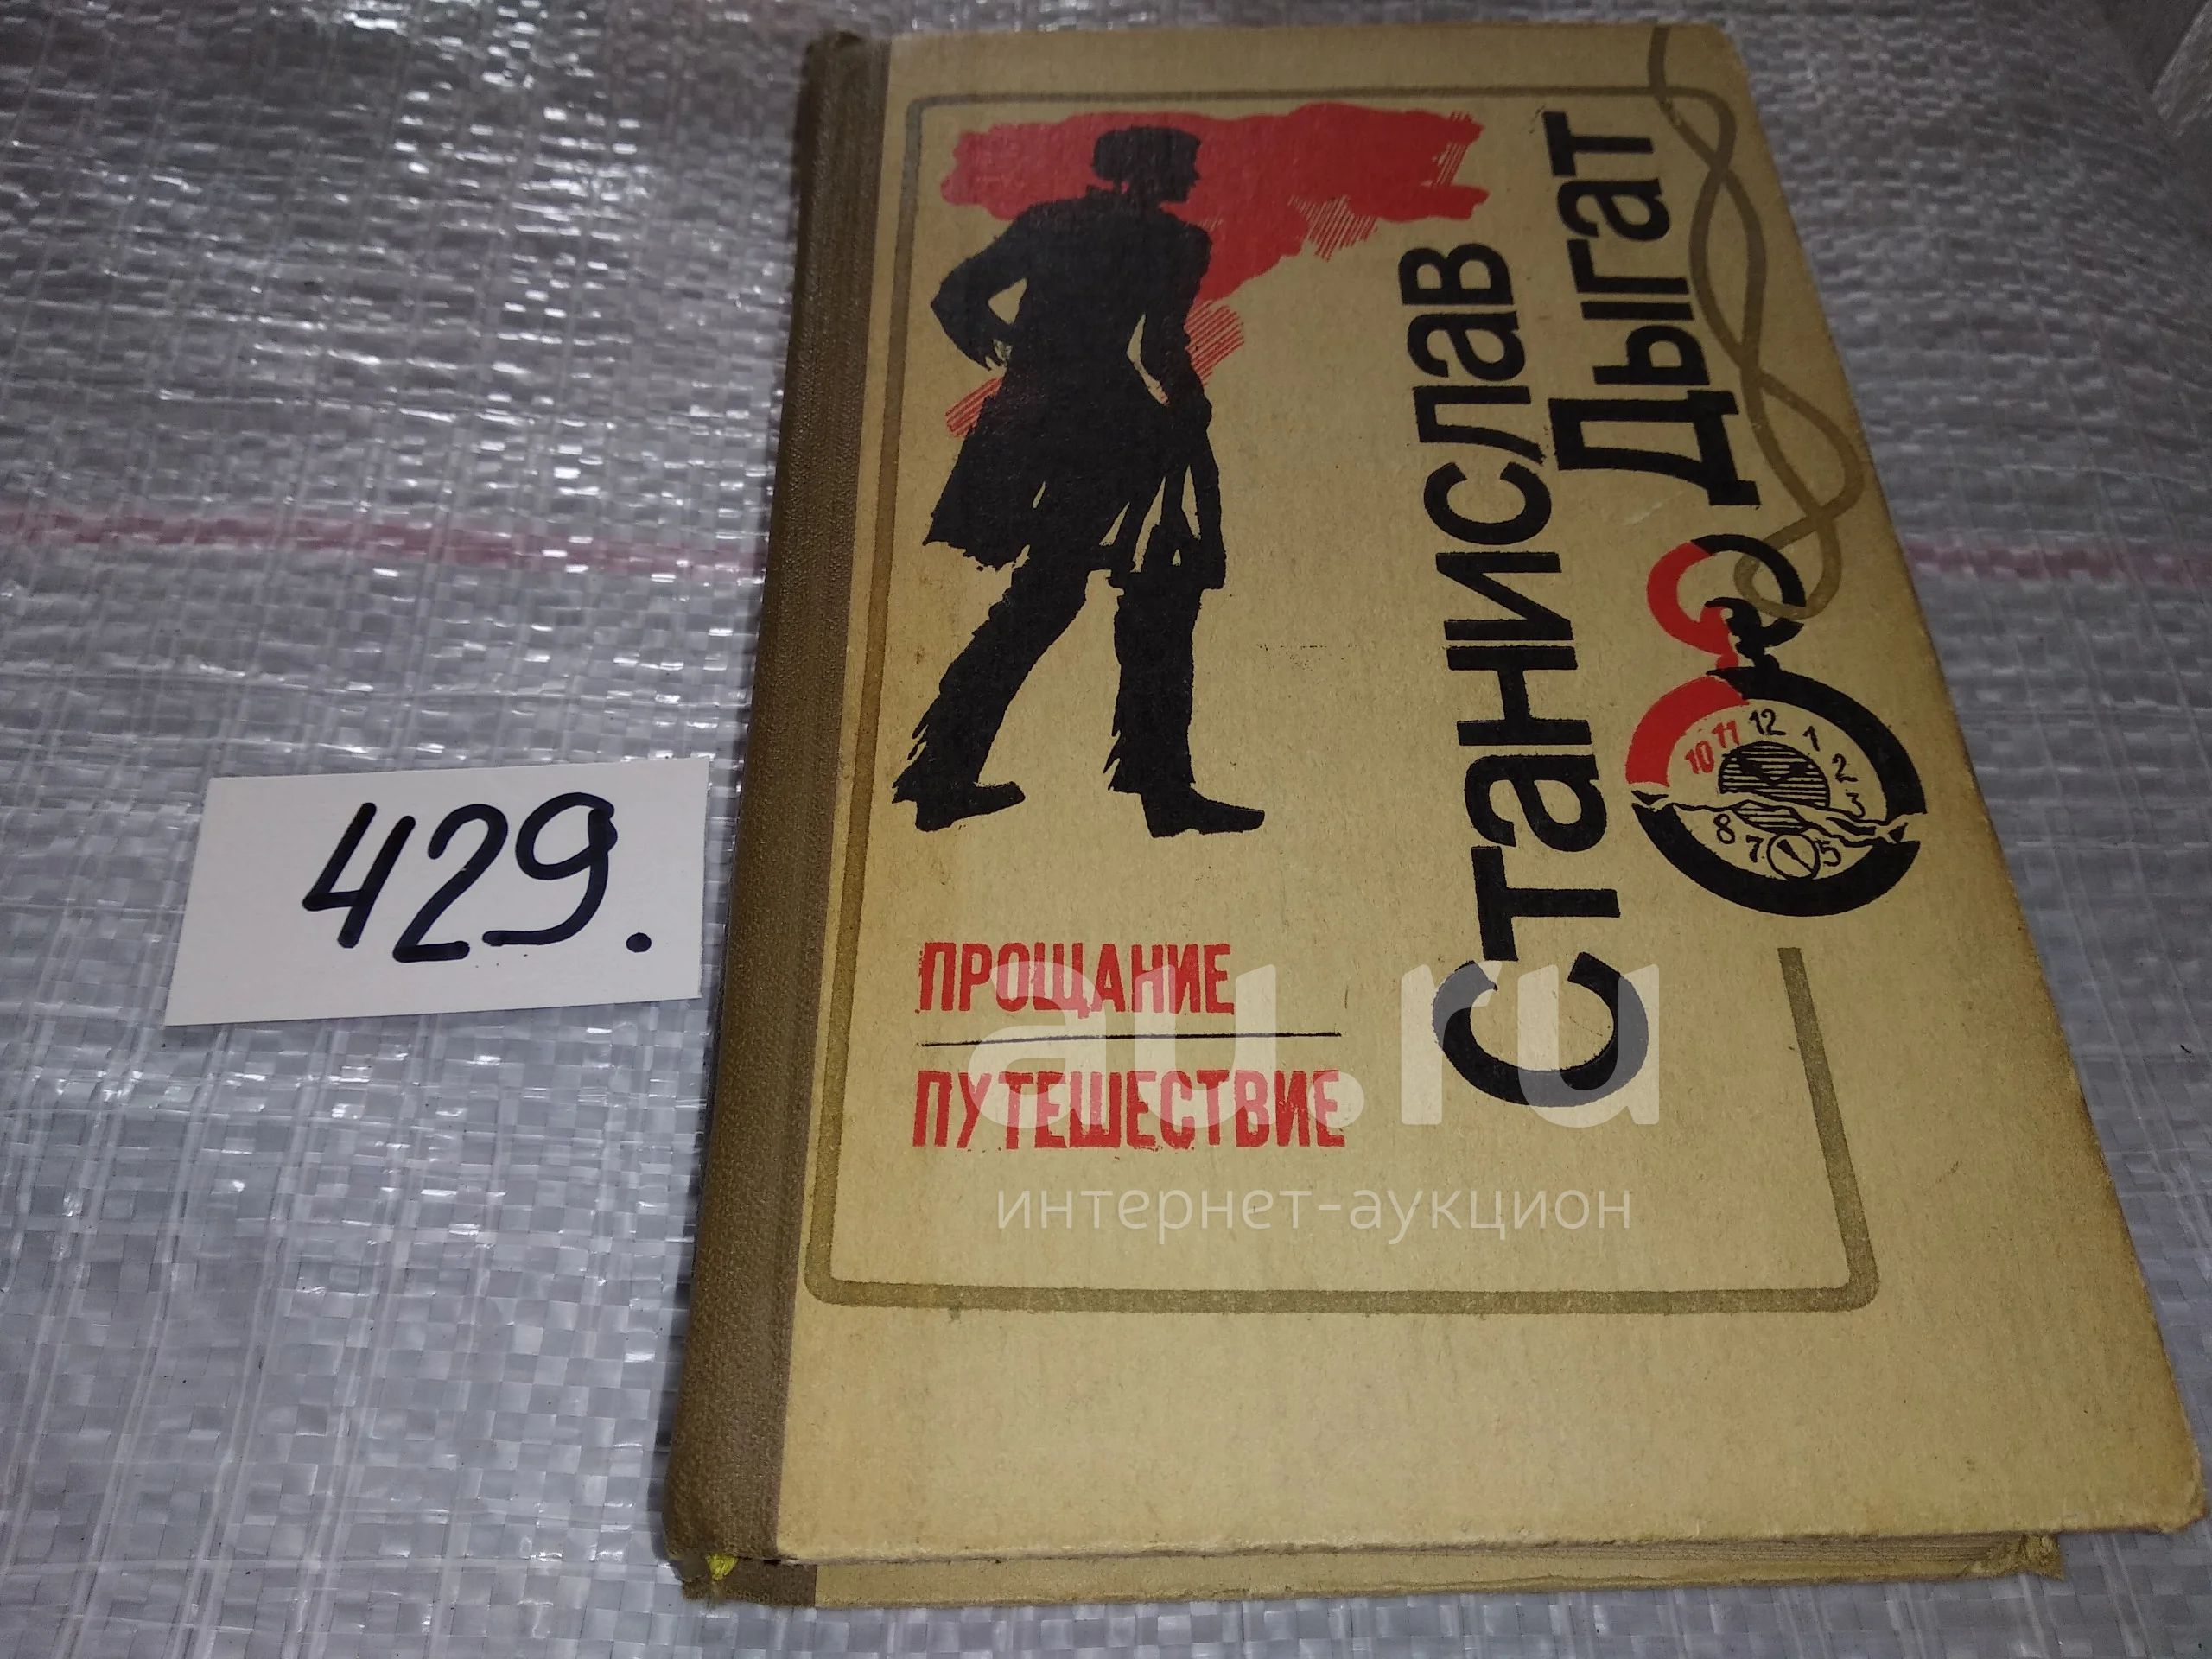 429.
Станислав
Дыгат
10 11 12 1 2 3
8 7 5
ПРОЩАНИЕ
ПУТЕШЕСТВИЕ
au.ru
интернет-аукцион